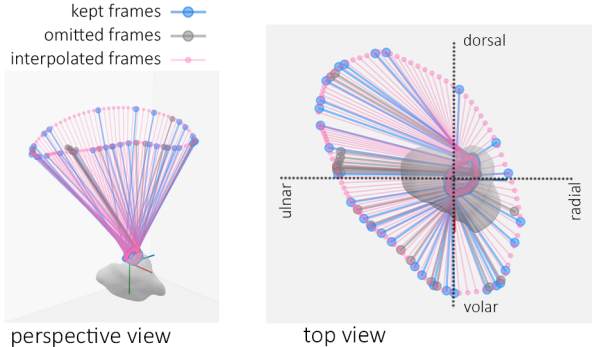 kept frames
omitted frames
interpolated frames
dorsal
ulnar
radial
volar
perspective view
top view